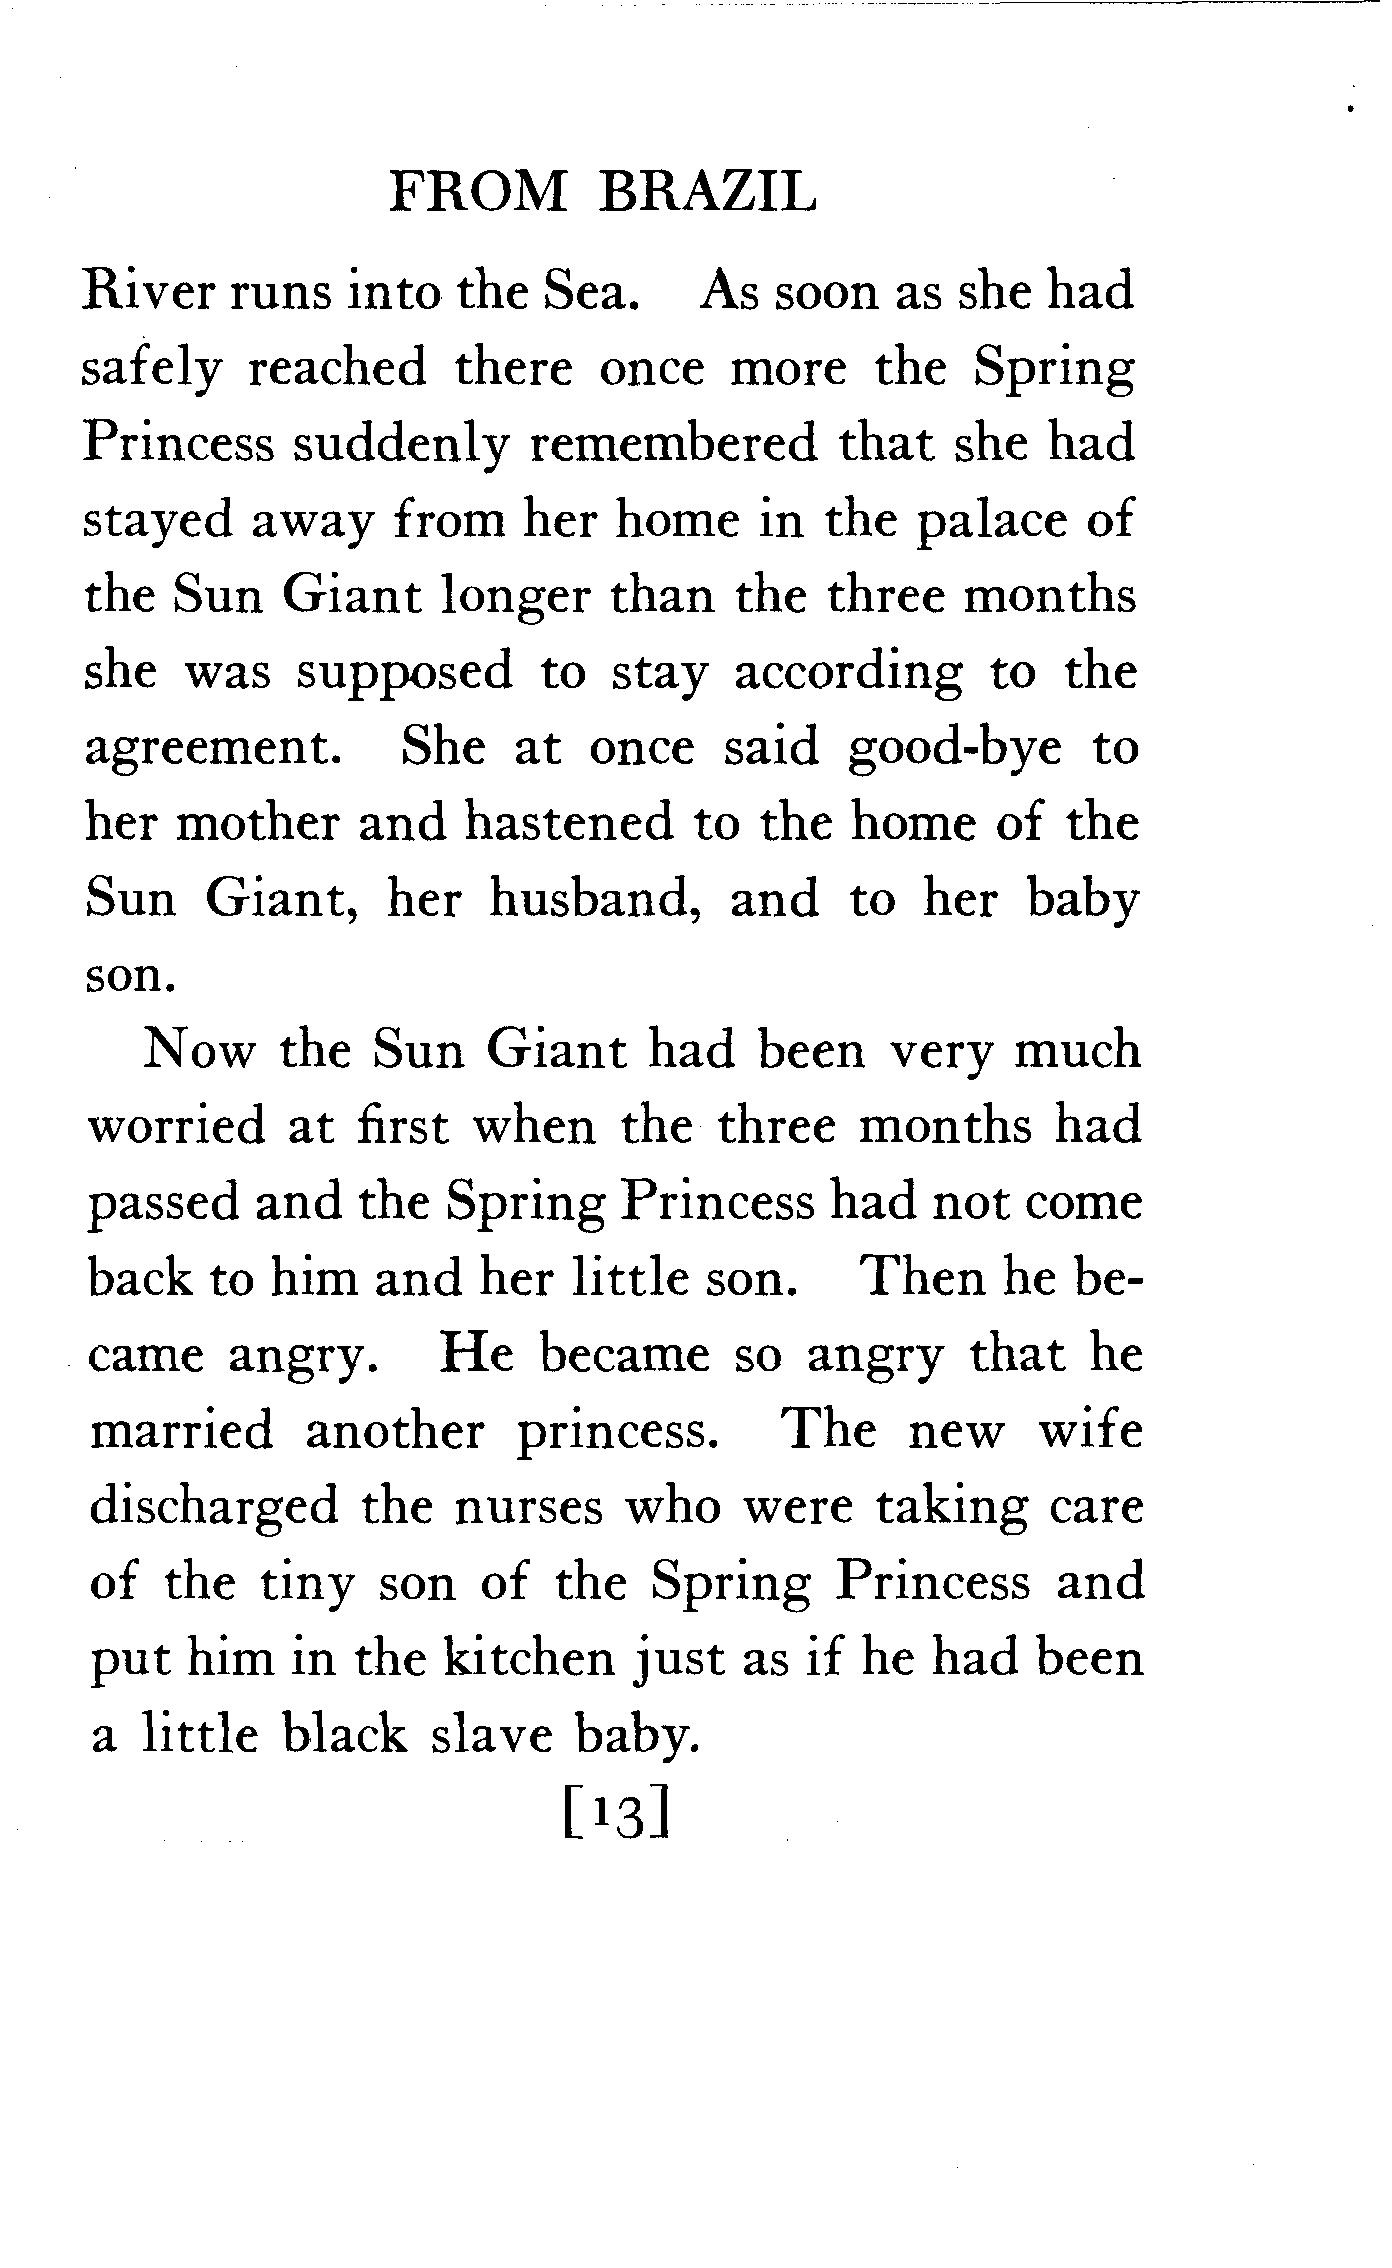 FROM BRAZIL
River runs into the Sea. As soon as she had
safely reached there once more the Spring
Princess suddenly remembered that she had
stayed away from her home in the palace of
the Sun Giant longer than the three months
she was supposed to stay according to the
agreement. She at once said good-bye to
her mother and hastened to the home of the
Sun Giant, her husband, and to her baby
son.
Now the Sun Giant had been very much
worried at first when the three months had
passed and the Spring Princess had not come
back to him and her little son. Then he be-
came angry. He became so angry that he
married another princess. The new wife
discharged the nurses who were taking care
of the tiny son of the Spring Princess and
put him in the kitchen just as if he had been
a little black slave baby.
[13]